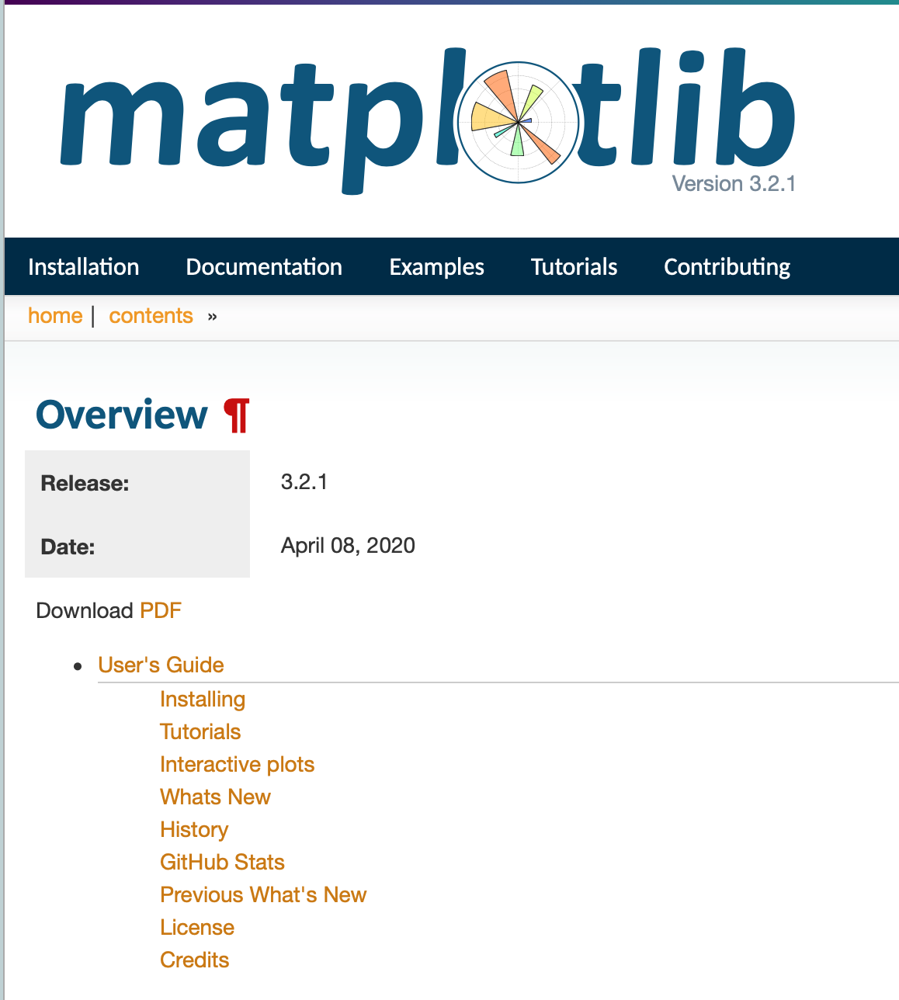 matplotlib
Version 3.2.1
Installation Documentation Examples Tutorials Contributing
home | contents »
Overview ¶
Release: 3.2.1
Date: April 08, 2020
Download PDF
• User's Guide
Installing
Tutorials
Interactive plots
Whats New
History
GitHub Stats
Previous What's New
License
Credits